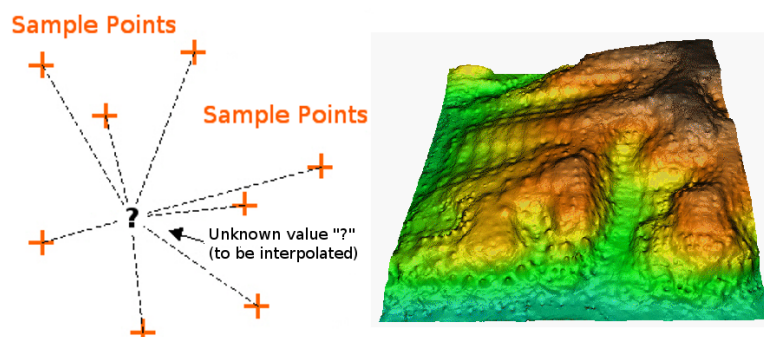 Sample Points
Sample Points
?
Unknown value "?"
(to be interpolated)